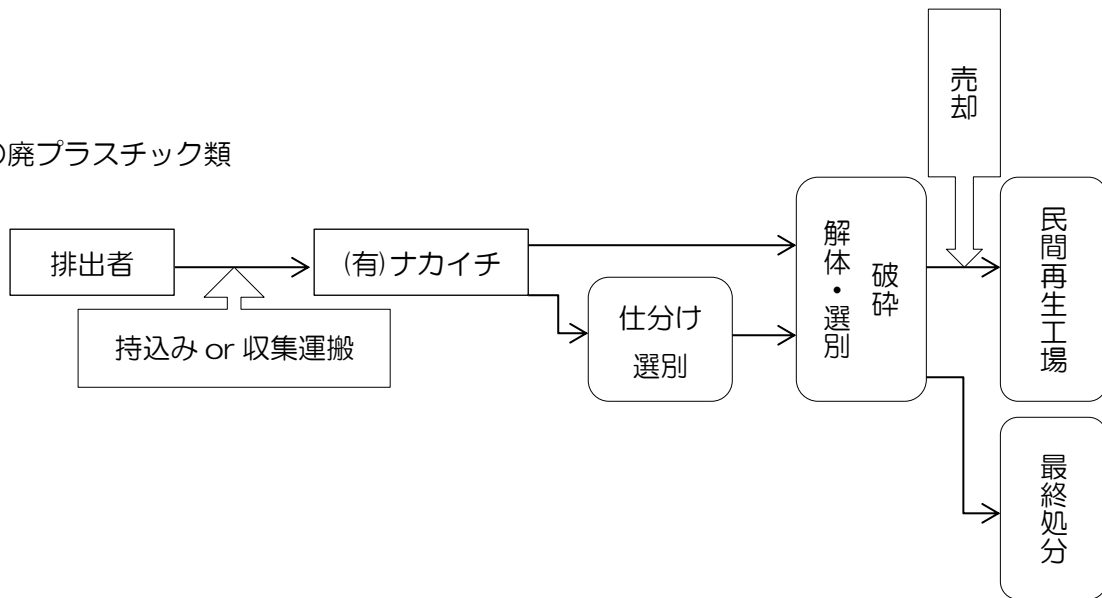 売却
廃プラスチック類
排出者
(有)ナカイチ
持込み or 収集運搬
仕分け
選別
破砕
解体・選別
民間再生工場
最終処分